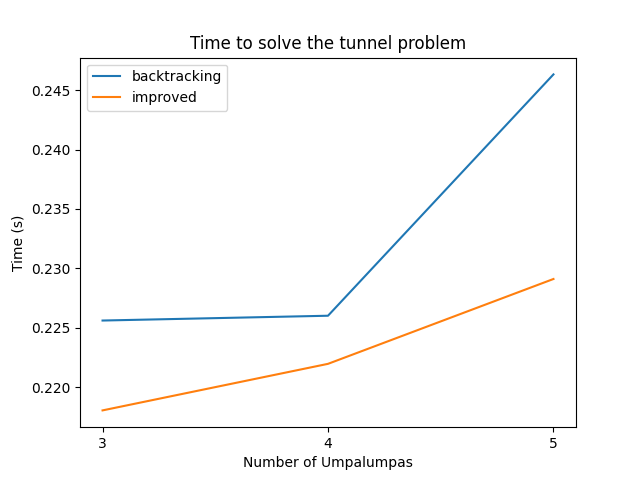 Time to solve the tunnel problem
backtracking
improved
0.245
0.240
0.235
0.230
0.225
0.220
Time (s)
3
4
5
Number of Umpalumpas